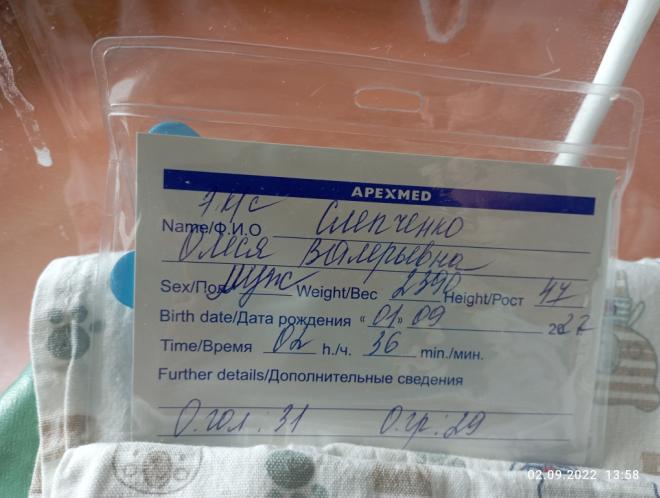 APEXMED
Name/Ф.И.О Слепченко
Олеся Валерьевна
Sex/Пол муж Weight/Вес 2390 Height/Рост 47
Birth date/Дата рождения «01» 09 2022
Time/Время 02 h./ч. 36 min./мин.
Further details/Дополнительные сведения
О.гол: 31 О.гр: 29
02.09.2022 13:58